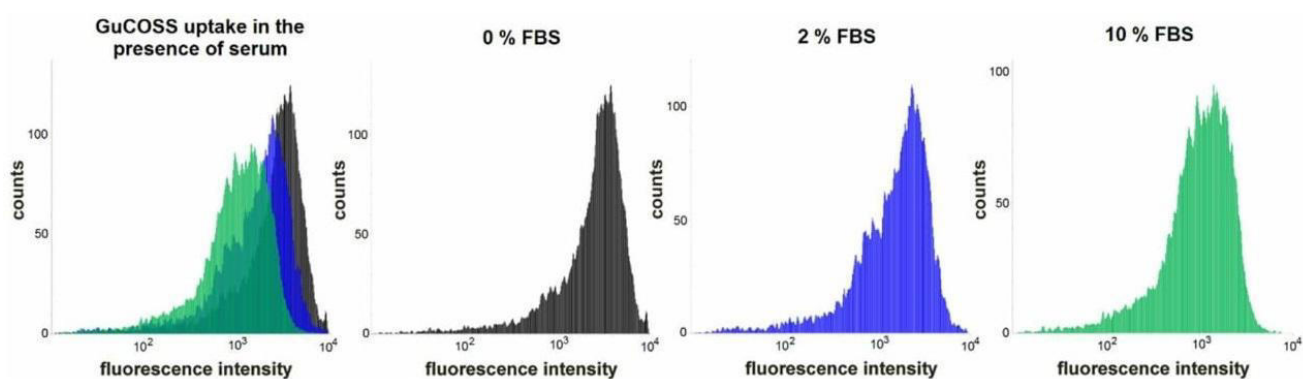 GuCOSS uptake in the
presence of serum
counts
100
50
0
10²
10³
10⁴
fluorescence intensity
0 % FBS
counts
100
50
0
10²
10³
10⁴
fluorescence intensity
2 % FBS
counts
100
50
0
10²
10³
10⁴
fluorescence intensity
10 % FBS
counts
100
50
0
10²
10³
10⁴
fluorescence intensity